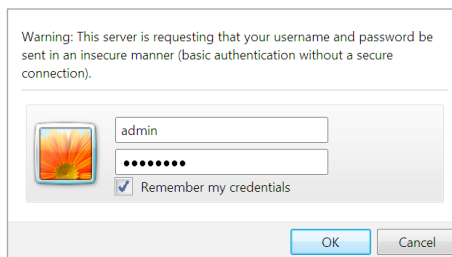 Warning: This server is requesting that your username and password be
sent in an insecure manner (basic authentication without a secure
connection).
admin
●●●●●●●●
Remember my credentials
OK
Cancel